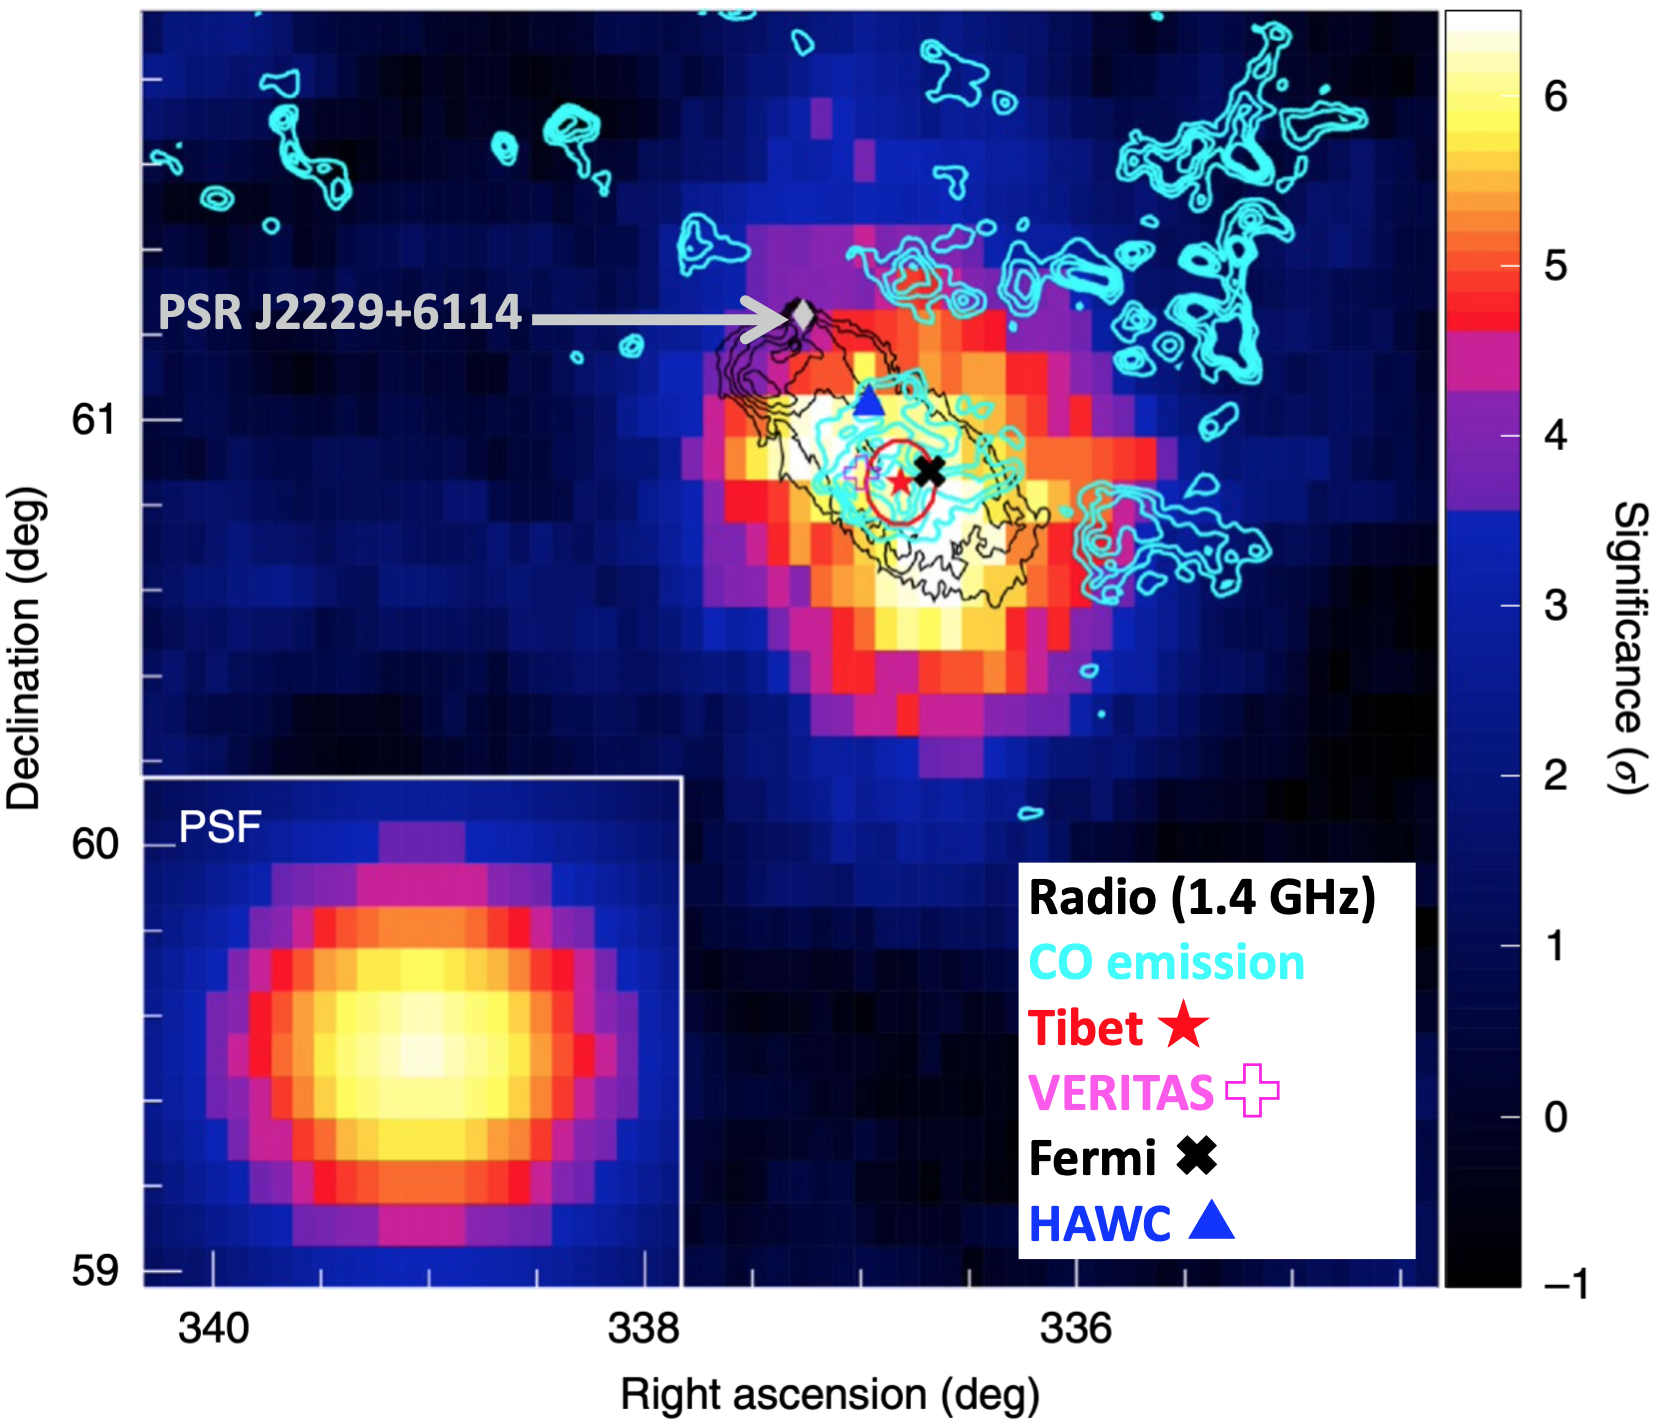 PSR J2229+6114
PSF
Radio (1.4 GHz)
CO emission
Tibet
VERITAS
Fermi
HAWC
61
60
59
Declination (deg)
340
338
336
Right ascension (deg)
6
5
4
3
2
1
0
−1
Significance (σ)